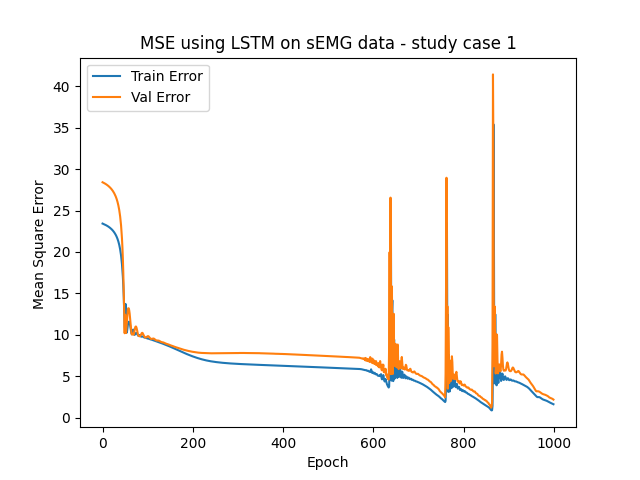 MSE using LSTM on sEMG data - study case 1
Train Error
Val Error
40
35
30
25
20
15
10
5
0
Mean Square Error
0 200 400 600 800 1000
Epoch